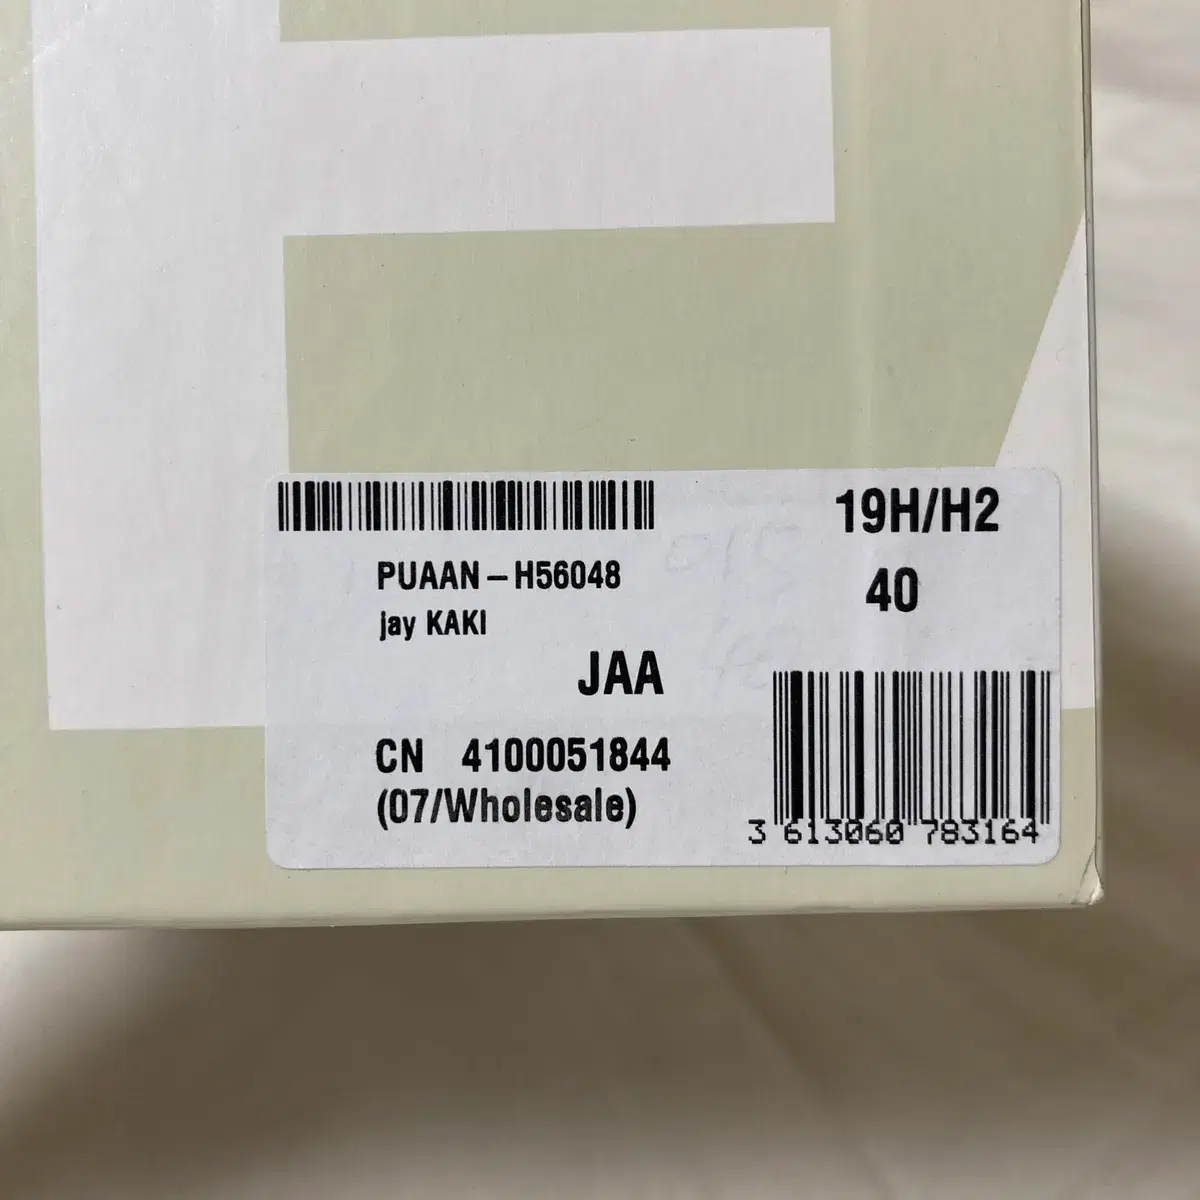 19H/H2
PUAAN – H56048
40
jay KAKI
JAA
CN 4100051844
(07/Wholesale)
3 613060 783164